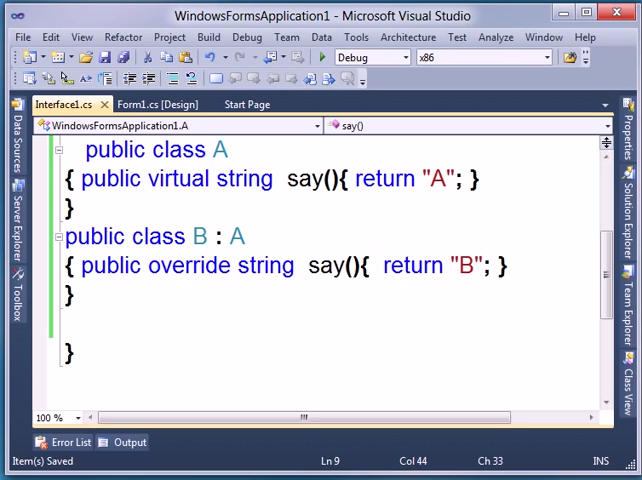 WindowsFormsApplication1 - Microsoft Visual Studio
File Edit View Refactor Project Build Debug Team Data Tools Architecture Test Analyze Window Help
Debug x86
Interface1.cs Form1.cs [Design] Start Page
WindowsFormsApplication1.A say()
public class A
{ public virtual string say(){ return "A"; }
}
public class B : A
{ public override string say(){ return "B"; }
}
}
100 %
Error List Output
Item(s) Saved Ln 9 Col 44 Ch 33 INS
Data Sources
Server Explorer
Toolbox
Properties
Solution Explorer
Team Explorer
Class View